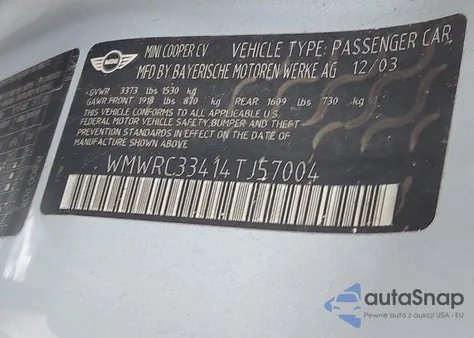 MINI
MINI COOPER CV VEHICLE TYPE: PASSENGER CAR
MFD BY BAYERISCHE MOTOREN WERKE AG 12/03
GVWR 3373 lbs 1530 kg
GAWR FRONT 1918 lbs 870 kg REAR 1609 lbs 730 kg
THIS VEHICLE CONFORMS TO ALL APPLICABLE U.S.
FEDERAL MOTOR VEHICLE SAFETY BUMPER AND THEFT
PREVENTION STANDARDS IN EFFECT ON THE DATE
OF MANUFACTURE SHOWN ABOVE.
WMWRC33414TJ57004
autoSnap
Pewne auta z aukcji USA i EU